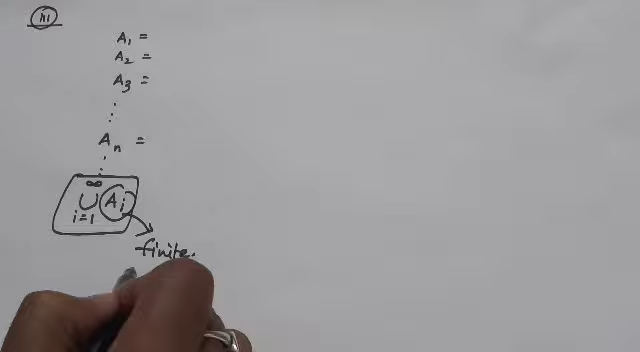 iii
A₁ =
A₂ =
A₃ =
⋮
Aₙ =
⋮
∞
∪ Ai
i=1
finite.